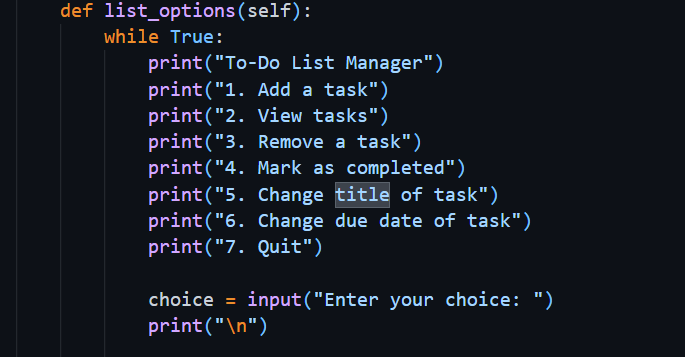 def list_options(self):
while True:
print("To-Do List Manager")
print("1. Add a task")
print("2. View tasks")
print("3. Remove a task")
print("4. Mark as completed")
print("5. Change title of task")
print("6. Change due date of task")
print("7. Quit")
choice = input("Enter your choice: ")
print("\n")